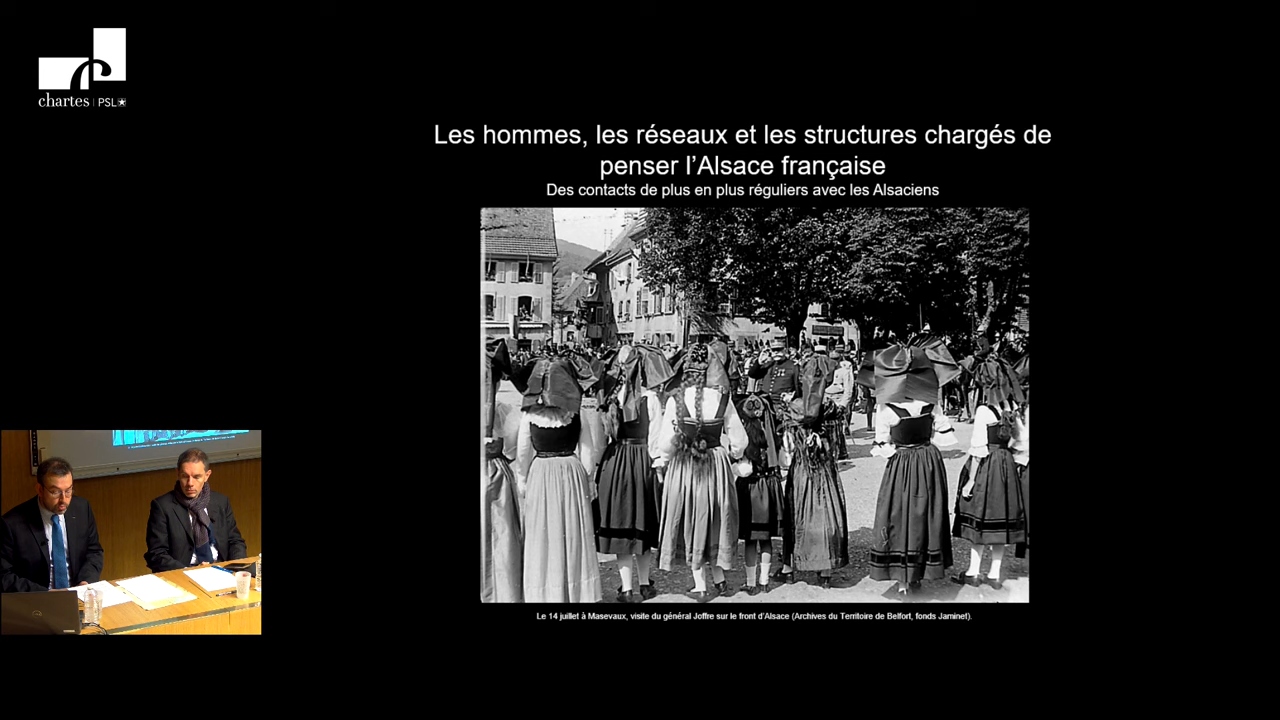 chartes | PSL
Les hommes, les réseaux et les structures chargés de
penser l'Alsace française
Des contacts de plus en plus réguliers avec les Alsaciens
Le 14 juillet à Masevaux, visite du général Joffre sur le front d'Alsace (Archives du Territoire de Belfort, fonds Jaminet).